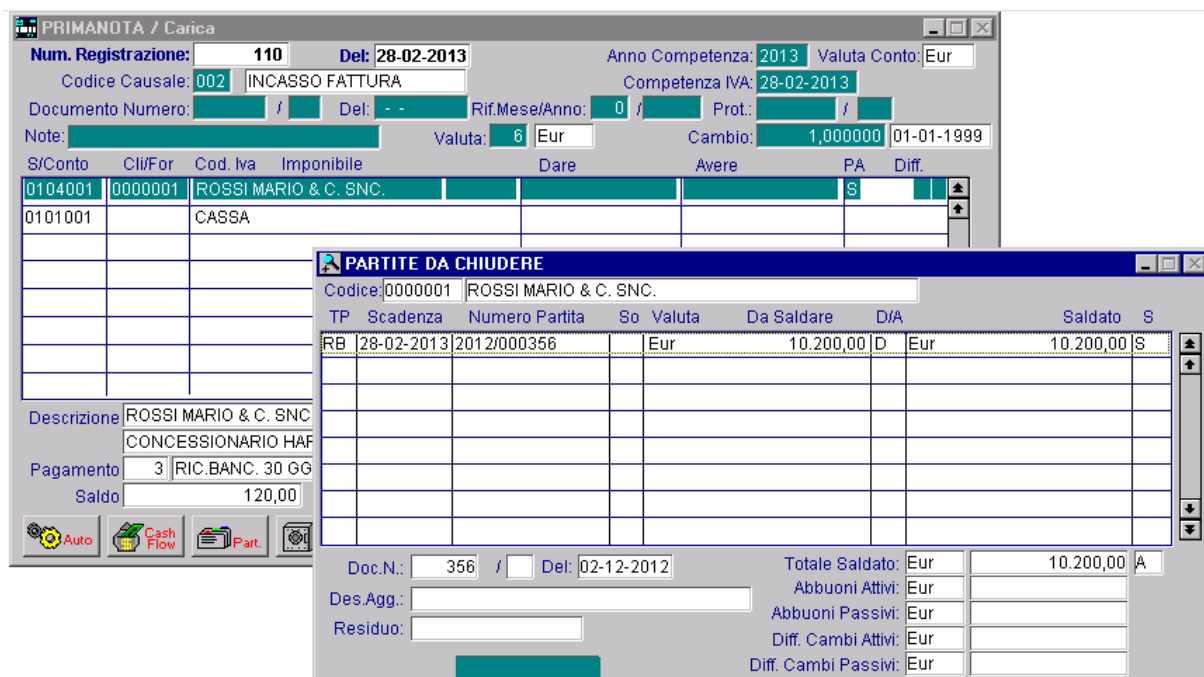 PRIMANOTA / Carica
Num. Registrazione: 110 Del: 28-02-2013 Anno Competenza: 2013 Valuta Conto: Eur
Codice Causale: 002 INCASSO FATTURA Competenza IVA: 28-02-2013
Documento Numero: / Del: - - Rif.Mese/Anno: 0 / Prot.: /
Note: Valuta: 6 Eur Cambio: 1,000000 01-01-1999
S/Conto Cli/For Cod. Iva Imponibile Dare Avere PA Diff.
0104001 0000001 ROSSI MARIO & C. SNC. S
0101001 CASSA
Descrizione ROSSI MARIO & C. SNC
CONCESSIONARIO HAR
Pagamento 3 RIC.BANC. 30 GG
Saldo 120,00
Auto Cash Flow Part.
PARTITE DA CHIUDERE
Codice: 0000001 ROSSI MARIO & C. SNC.
TP Scadenza Numero Partita So Valuta Da Saldare D/A Saldato S
RB 28-02-2013 2012/000356 Eur 10.200,00 D Eur 10.200,00 S
Doc.N.: 356 / Del: 02-12-2012 Totale Saldato: Eur 10.200,00 A
Des.Agg.: Abbuoni Attivi: Eur
Abbuoni Passivi: Eur
Residuo: Diff. Cambi Attivi: Eur
Diff. Cambi Passivi: Eur